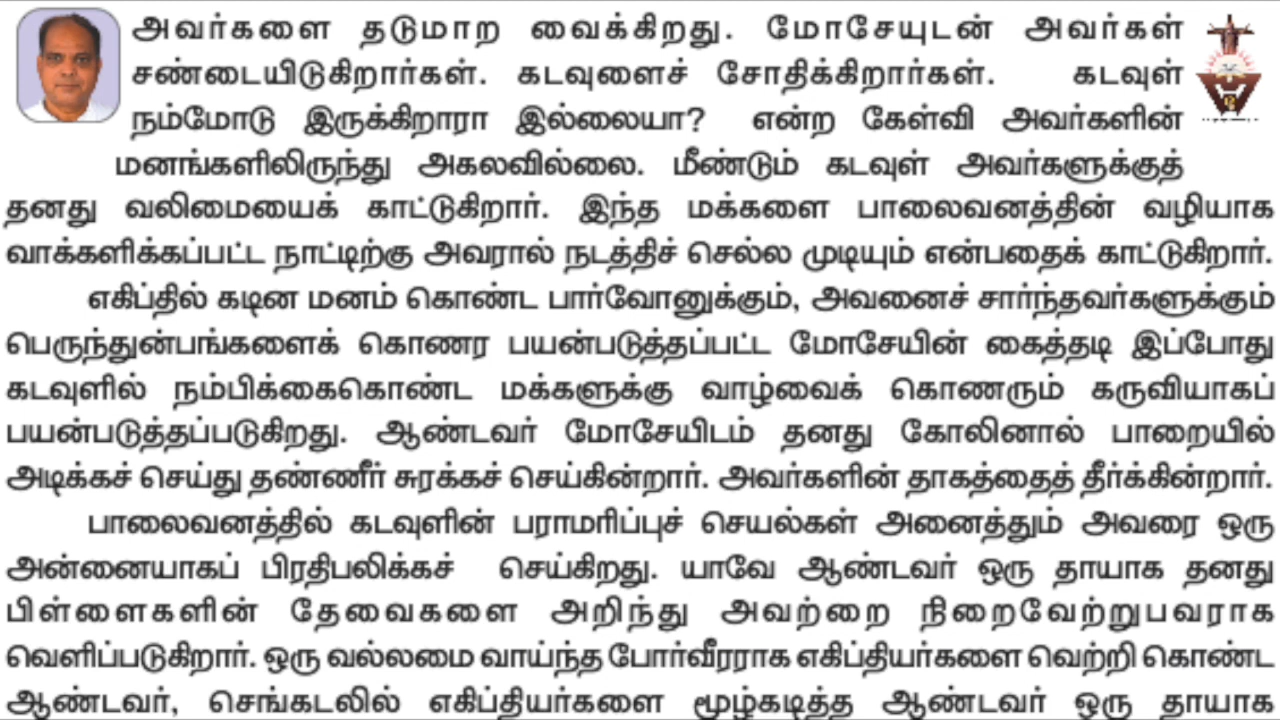 அவர்களை தடுமாற வைக்கிறது. மோசேயுடன் அவர்கள்
சண்டையிடுகிறார்கள். கடவுளைச் சோதிக்கிறார்கள். கடவுள்
நம்மோடு இருக்கிறாரா இல்லையா? என்ற கேள்வி அவர்களின்
மனங்களிலிருந்து அகலவில்லை. மீண்டும் கடவுள் அவர்களுக்குத்
தனது வலிமையைக் காட்டுகிறார். இந்த மக்களை பாலைவனத்தின் வழியாக
வாக்களிக்கப்பட்ட நாட்டிற்கு அவரால் நடத்திச் செல்ல முடியும் என்பதைக் காட்டுகிறார்.
எகிப்தில் கடின மனம் கொண்ட பார்வோனுக்கும், அவனைச் சார்ந்தவர்களுக்கும்
பெருந்துன்பங்களைக் கொணர பயன்படுத்தப்பட்ட மோசேயின் கைத்தடி இப்போது
கடவுளில் நம்பிக்கைகொண்ட மக்களுக்கு வாழ்வைக் கொணரும் கருவியாகப்
பயன்படுத்தப்படுகிறது. ஆண்டவர் மோசேயிடம் தனது கோலினால் பாறையில்
அடிக்கச் செய்து தண்ணீர் சுரக்கச் செய்கின்றார். அவர்களின் தாகத்தைத் தீர்க்கின்றார்.
பாலைவனத்தில் கடவுளின் பராமரிப்புச் செயல்கள் அனைத்தும் அவரை ஒரு
அன்னையாகப் பிரதிபலிக்கச் செய்கிறது. யாவே ஆண்டவர் ஒரு தாயாக தனது
பிள்ளைகளின் தேவைகளை அறிந்து அவற்றை நிறைவேற்றுபவராக
வெளிப்படுகிறார். ஒரு வல்லமை வாய்ந்த போர்வீரராக எகிப்தியர்களை வெற்றி கொண்ட
ஆண்டவர், செங்கடலில் எகிப்தியர்களை மூழ்கடித்த ஆண்டவர் ஒரு தாயாக